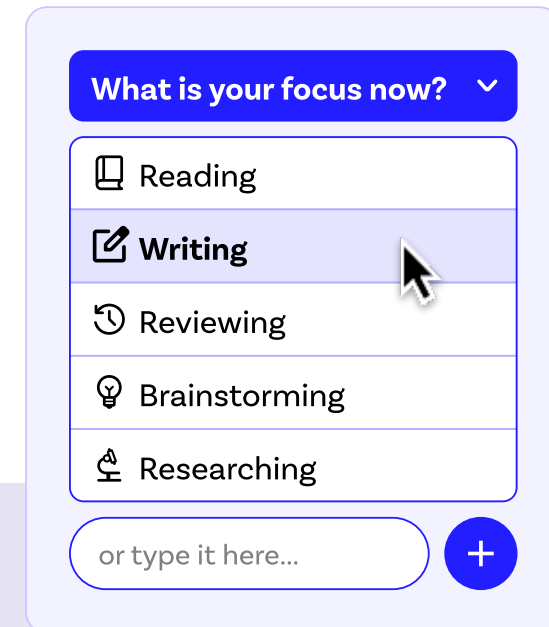 What is your focus now?
Reading
Writing
Reviewing
Brainstorming
Researching
or type it here...